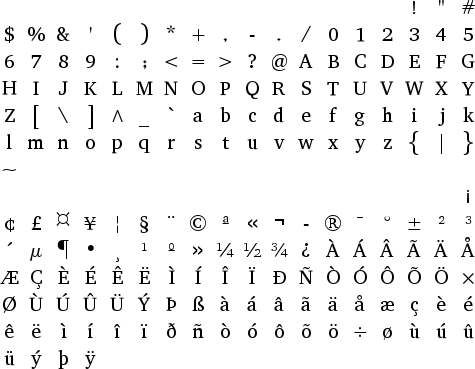 ! " #
$ % & ' ( ) * + , - . / 0 1 2 3 4 5
6 7 8 9 : ; < = > ? @ A B C D E F G
H I J K L M N O P Q R S T U V W X Y
Z [ \ ] ^ _ ` a b c d e f g h i j k
l m n o p q r s t u v w x y z { | }
~
¡
¢ £ ¤ ¥ ¦ § ¨ © ª « ¬ - ® ¯ ° ± ² ³
´ µ ¶ • ¸ ¹ º » ¼ ½ ¾ ¿ À Á Â Ã Ä Å
Æ Ç È É Ê Ë Ì Í Î Ï Ð Ñ Ò Ó Ô Õ Ö ×
Ø Ù Ú Û Ü Ý Þ ß à á â ã ä å æ ç è é
ê ë ì í î ï ð ñ ò ó ô õ ö ÷ ø ù ú û
ü ý þ ÿ